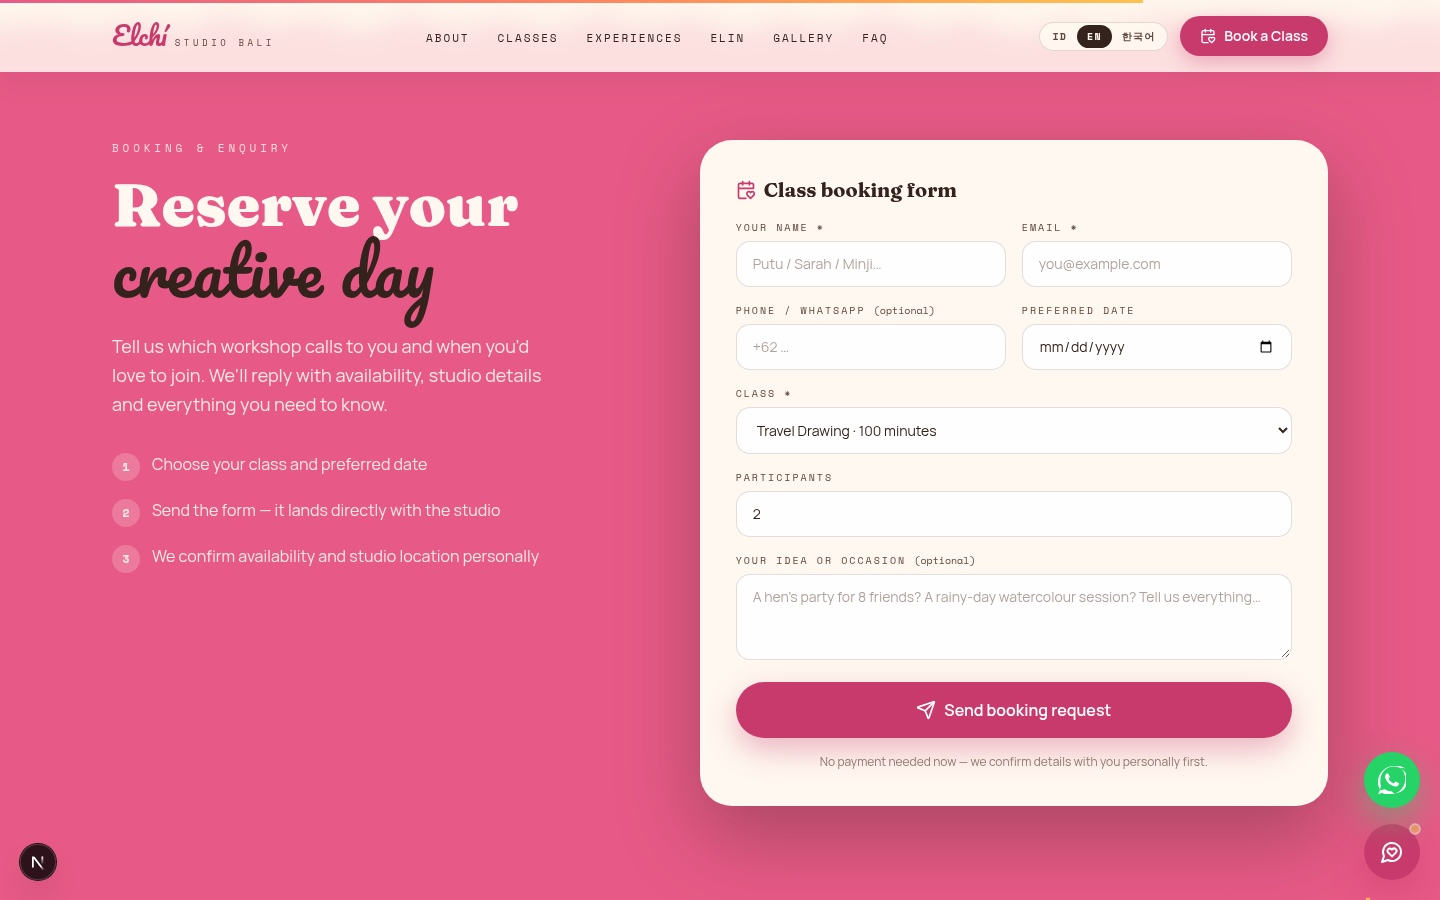 Elchí STUDIO BALI
ABOUT CLASSES EXPERIENCES ELIN GALLERY FAQ
ID EN 한국어
Book a Class
BOOKING & ENQUIRY
Reserve your
creative day
Tell us which workshop calls to you and when you'd
love to join. We'll reply with availability, studio details
and everything you need to know.
1 Choose your class and preferred date
2 Send the form — it lands directly with the studio
3 We confirm availability and studio location personally
Class booking form
YOUR NAME *
Putu / Sarah / Minji...
EMAIL *
you@example.com
PHONE / WHATSAPP (optional)
+62 ...
PREFERRED DATE
mm/dd/yyyy
CLASS *
Travel Drawing · 100 minutes
PARTICIPANTS
2
YOUR IDEA OR OCCASION (optional)
A hen's party for 8 friends? A rainy-day watercolour session? Tell us everything...
Send booking request
No payment needed now — we confirm details with you personally first.
N